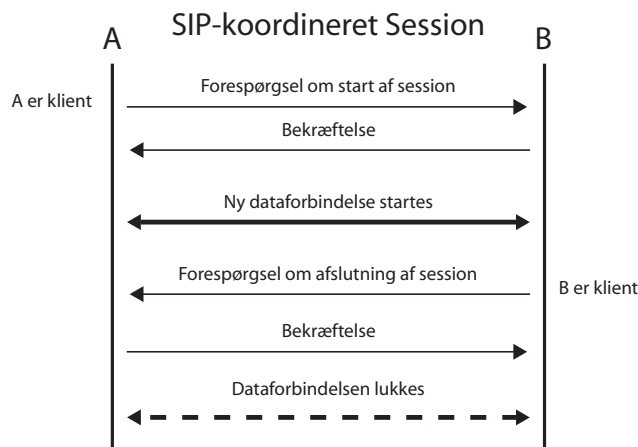 SIP-koordineret Session
A
B
A er klient
Forespørgsel om start af session
Bekræftelse
Ny dataforbindelse startes
Forespørgsel om afslutning af session
B er klient
Bekræftelse
Dataforbindelsen lukkes